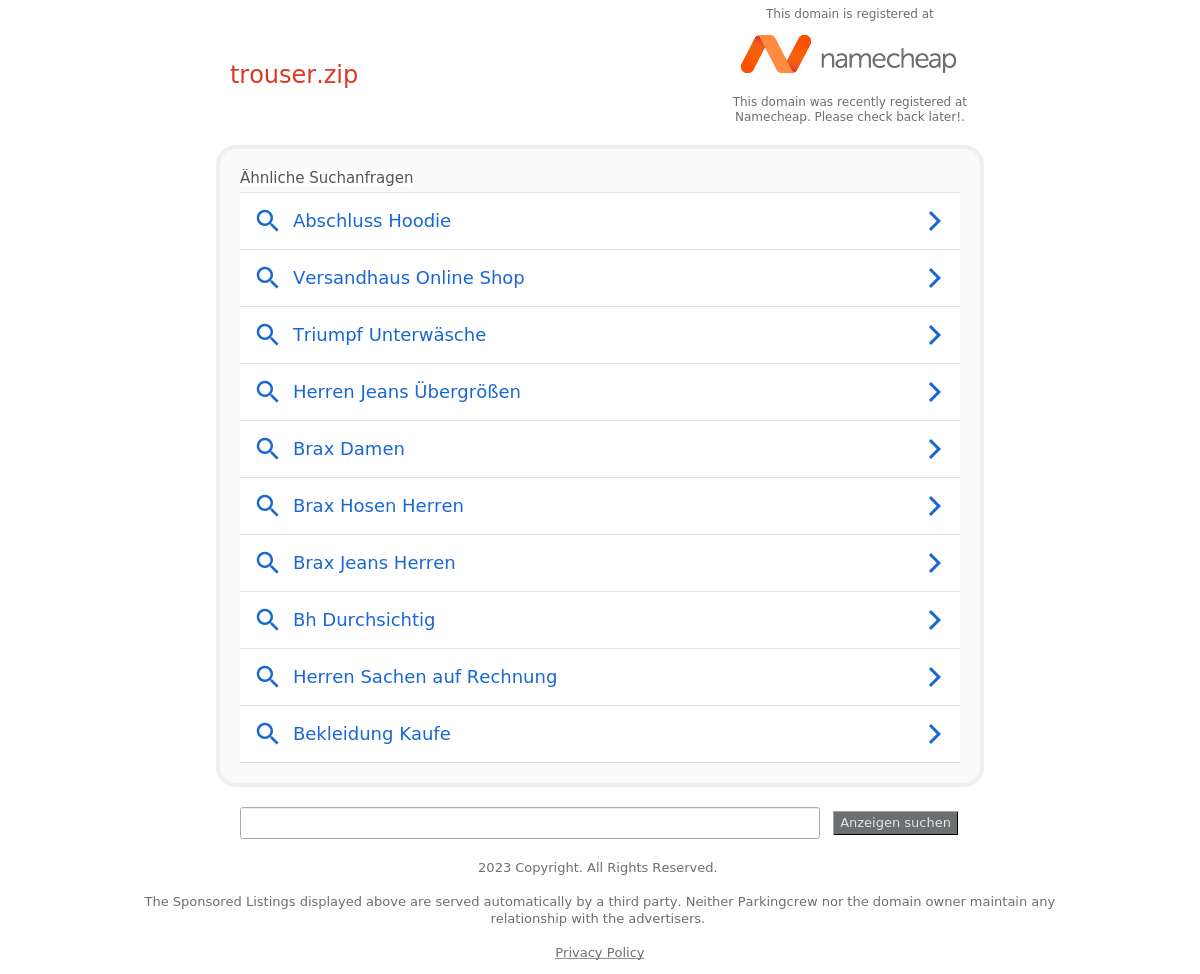 This domain is registered at
namecheap
trouser.zip
This domain was recently registered at
Namecheap. Please check back later!.
Ähnliche Suchanfragen
Abschluss Hoodie
Versandhaus Online Shop
Triumpf Unterwäsche
Herren Jeans Übergrößen
Brax Damen
Brax Hosen Herren
Brax Jeans Herren
Bh Durchsichtig
Herren Sachen auf Rechnung
Bekleidung Kaufe
Anzeigen suchen
2023 Copyright. All Rights Reserved.
The Sponsored Listings displayed above are served automatically by a third party. Neither Parkingcrew nor the domain owner maintain any
relationship with the advertisers.
Privacy Policy